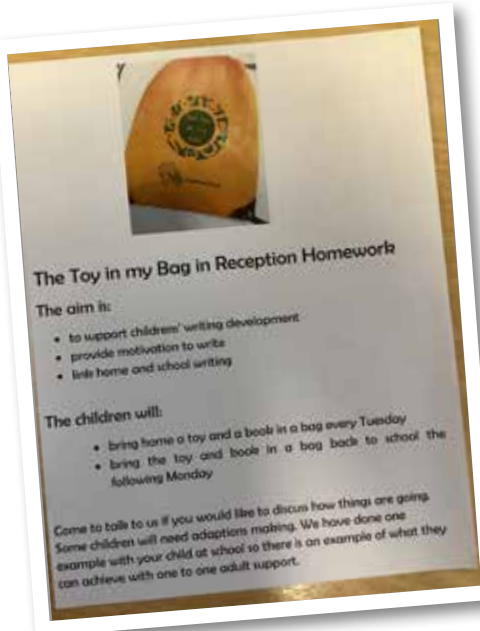 The Toy in my Bag in Reception Homework
The aim is:
• to support childrens' writing development
• provide motivation to write
• link home and school writing
The children will:
• bring home a toy and a book in a bag every Tuesday
• bring the toy and book in a bag back to school the
following Monday
Come to talk to us if you would like to discuss how things are going.
Some children will need adaptions making. We have done one
example with your child at school so there is an example of what they
can achieve with one to one adult support.